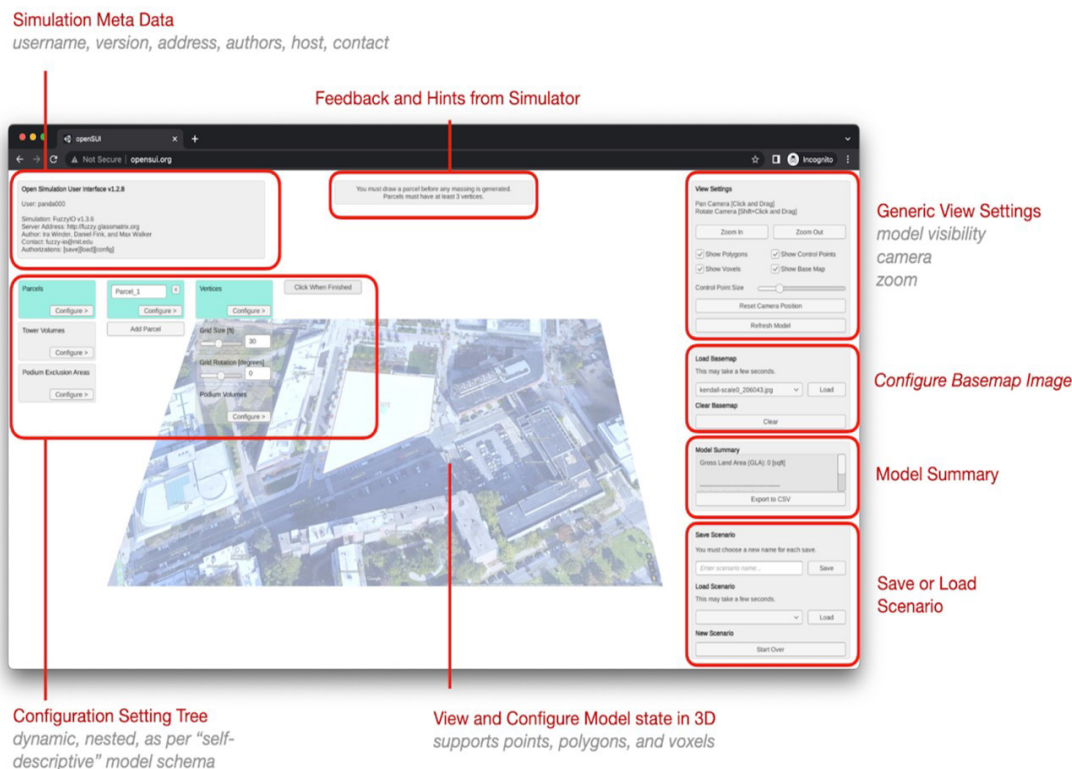 Simulation Meta Data
username, version, address, authors, host, contact
Feedback and Hints from Simulator
openSUI
Not Secure
opensui.org
Incognito
Open Simulation User Interface v1.2.8
User: panda000
Simulation: FuzzyIO v1.3.6
Server Address: http://fuzzy.glassmatrix.org
Author: Ira Winder, Daniel Fink, and Max Walker
Contact: fuzzy-io@mit.edu
Authorizations: [save][load][config]
You must draw a parcel before any massing is generated.
Parcels must have at least 3 vertices.
View Settings
Pan Camera [Click and Drag]
Rotate Camera [Shift+Click and Drag]
Zoom In
Zoom Out
Show Polygons
Show Control Points
Show Voxels
Show Base Map
Control Point Size
Reset Camera Position
Refresh Model
Generic View Settings
model visibility
camera
zoom
Parcels
Configure >
Parcel_1
x
Configure >
Vertices
Configure >
Click When Finished
Tower Volumes
Configure >
Add Parcel
Grid Size [ft]
30
Podium Exclusion Areas
Configure >
Grid Rotation [degrees]
0
Podium Volumes
Configure >
Load Basemap
This may take a few seconds.
kendall-scale0_206043.jpg
Load
Clear Basemap
Clear
Configure Basemap Image
Model Summary
Gross Land Area (GLA): 0 [sqft]
Export to CSV
Model Summary
Save Scenario
You must choose a new name for each save.
Enter scenario name...
Save
Load Scenario
This may take a few seconds.
Load
New Scenario
Start Over
Save or Load
Scenario
Configuration Setting Tree
dynamic, nested, as per “self-
descriptive” model schema
View and Configure Model state in 3D
supports points, polygons, and voxels